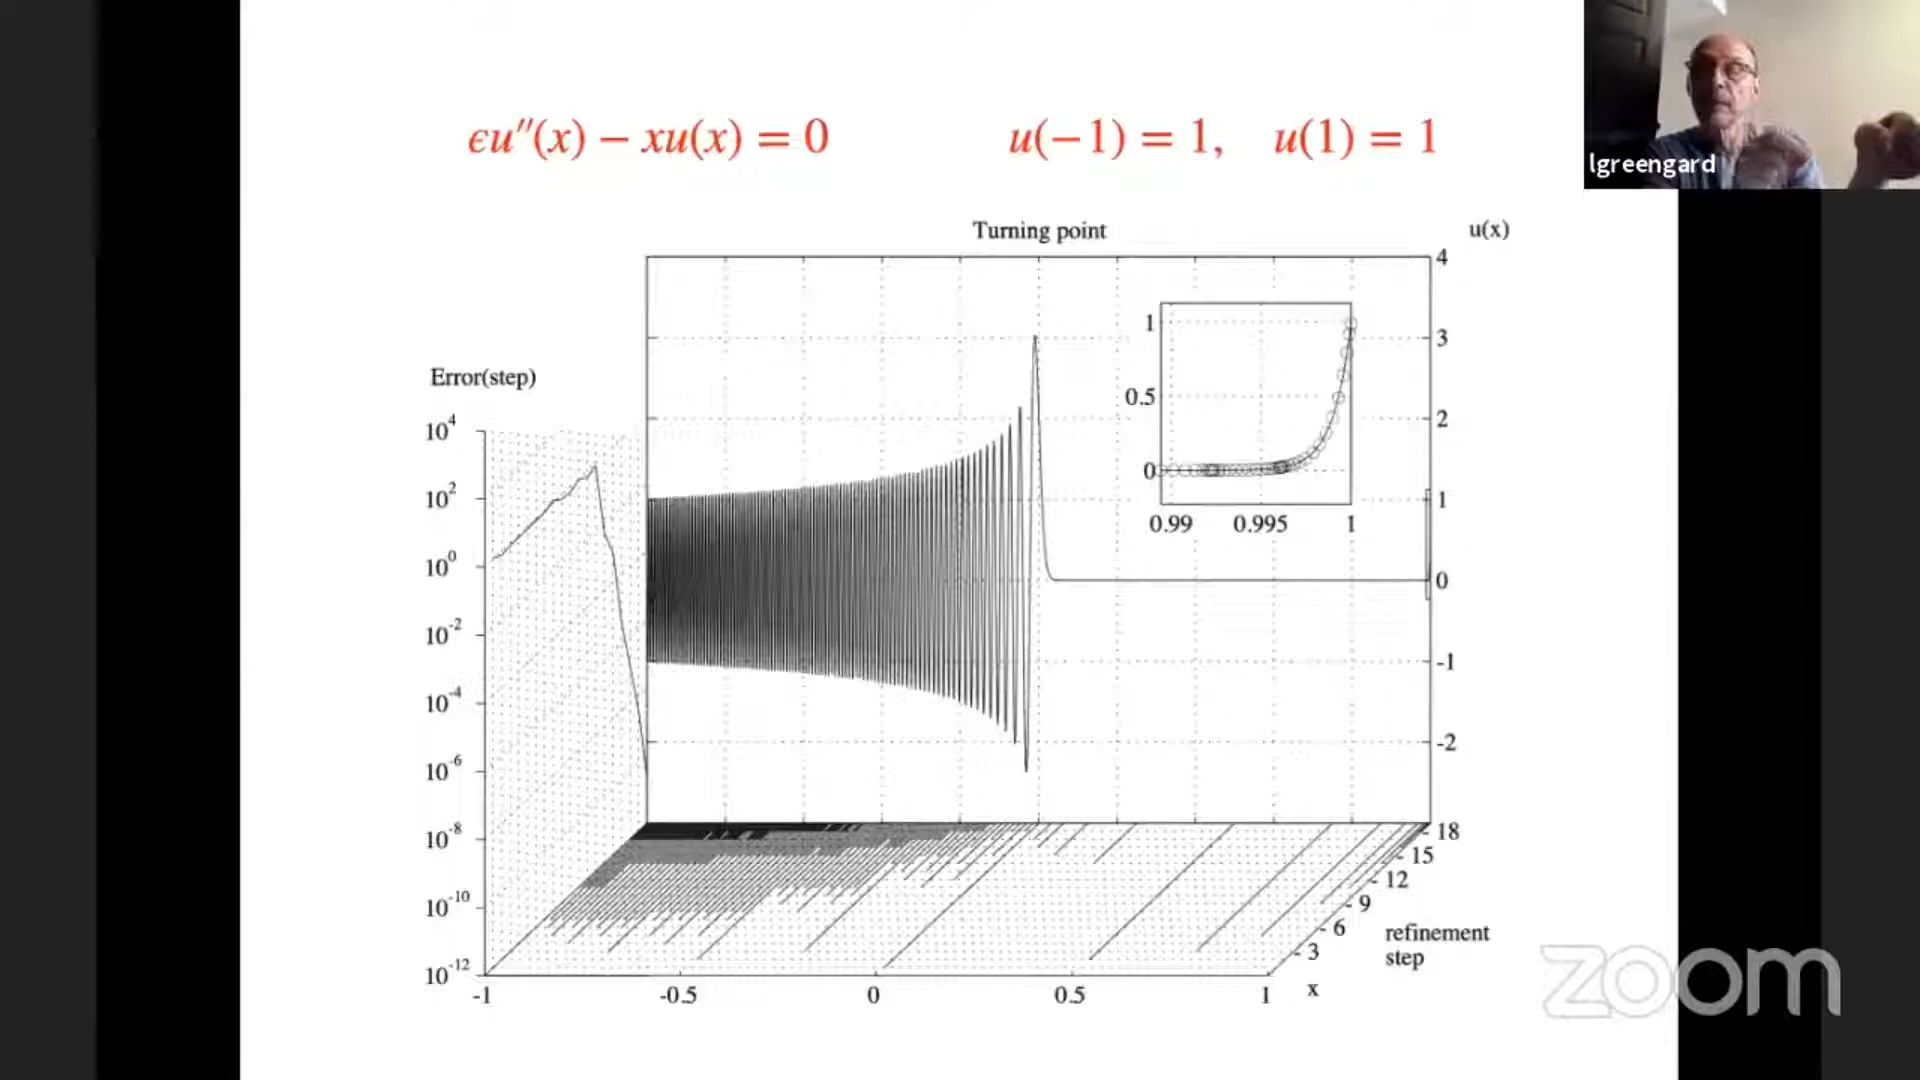 ϵu″(x) − xu(x) = 0
u(−1) = 1, u(1) = 1
lgreengard
Turning point
u(x)
4
3
2
1
0
-1
-2
1
0.5
0
0.99 0.995 1
Error(step)
10^4
10^2
10^0
10^-2
10^-4
10^-6
10^-8
10^-10
10^-12
18
15
12
9
6
3
refinement
step
-1 -0.5 0 0.5 1 x
zoom